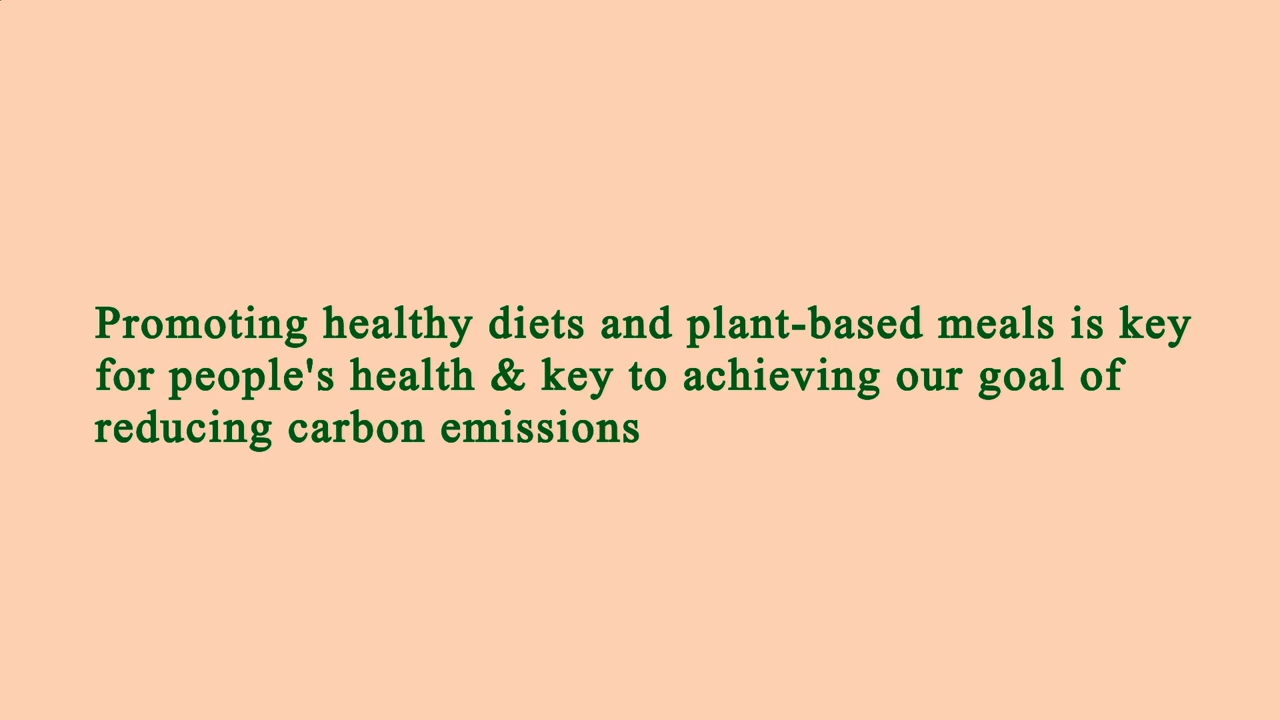 Promoting healthy diets and plant-based meals is key
for people's health & key to achieving our goal of
reducing carbon emissions